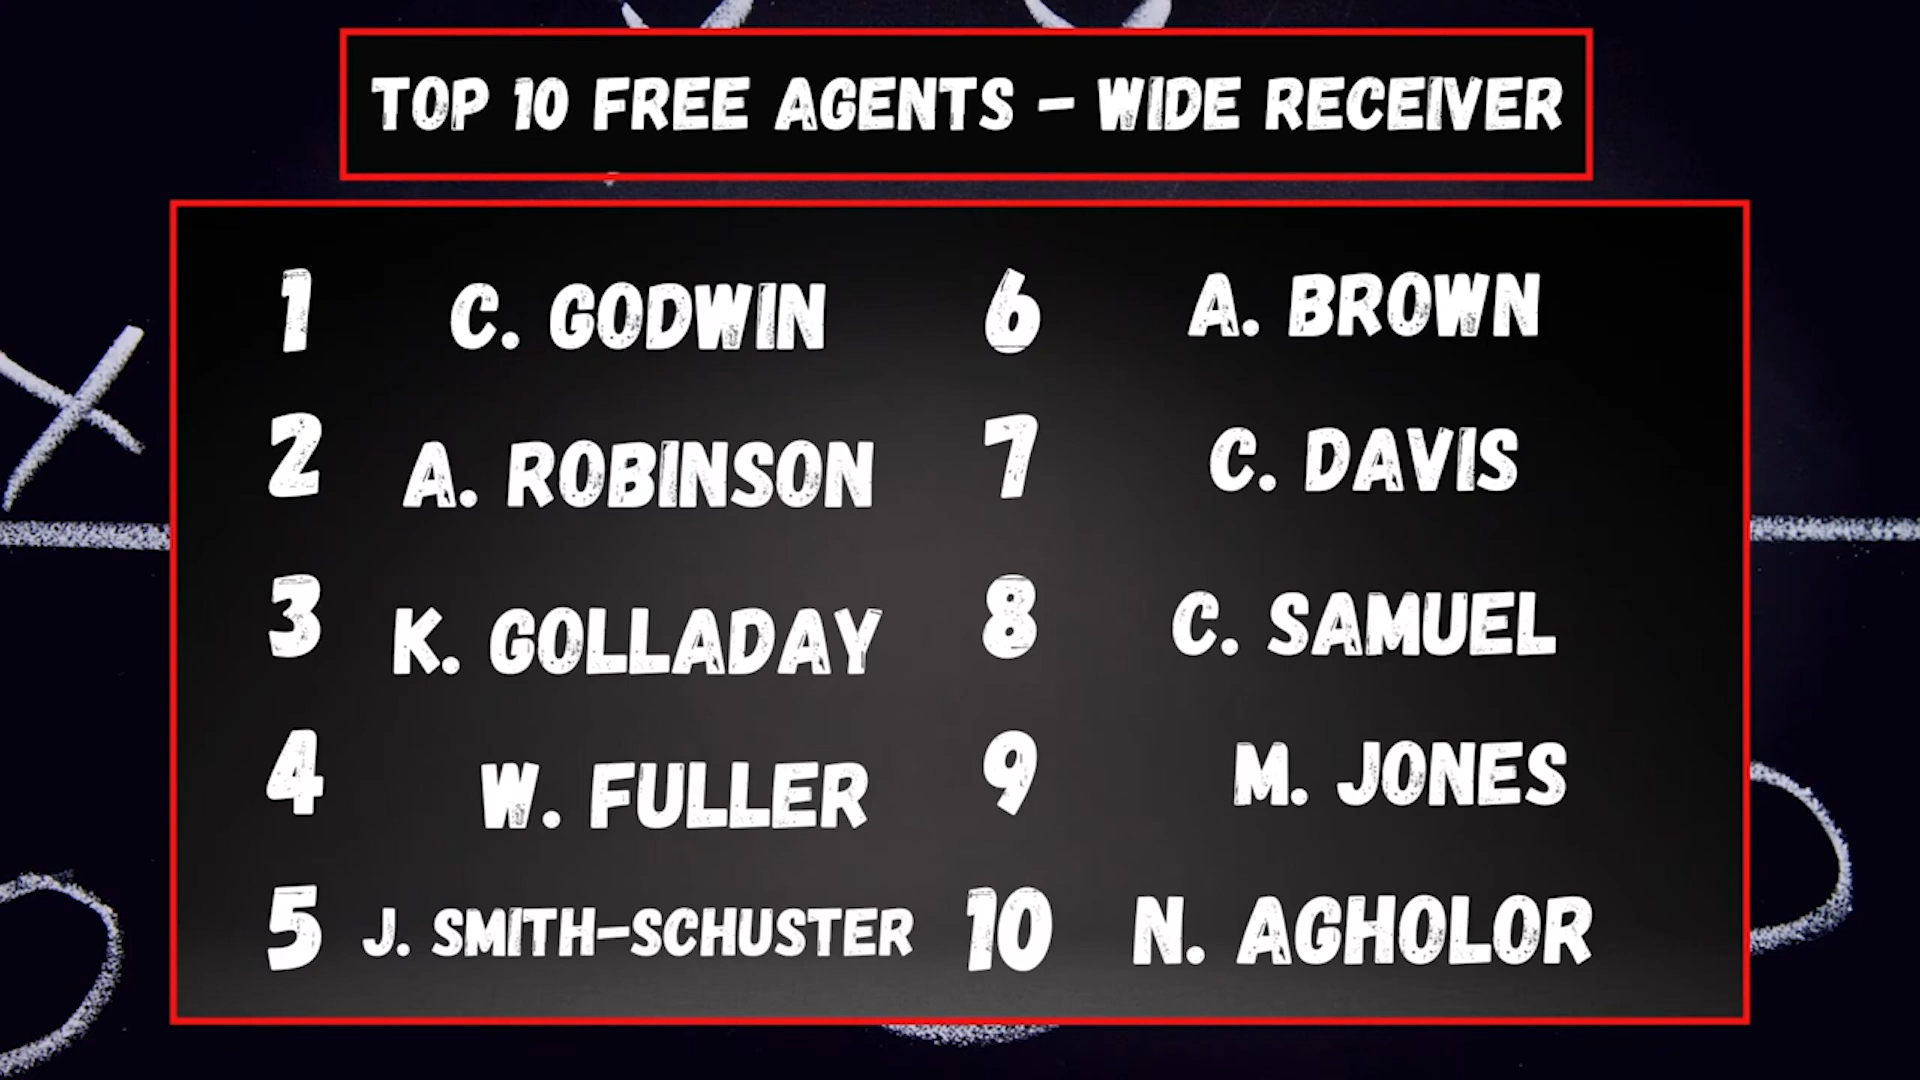 TOP 10 FREE AGENTS - WIDE RECEIVER
1 C. GODWIN
2 A. ROBINSON
3 K. GOLLADAY
4 W. FULLER
5 J. SMITH-SCHUSTER
6 A. BROWN
7 C. DAVIS
8 C. SAMUEL
9 M. JONES
10 N. AGHOLOR